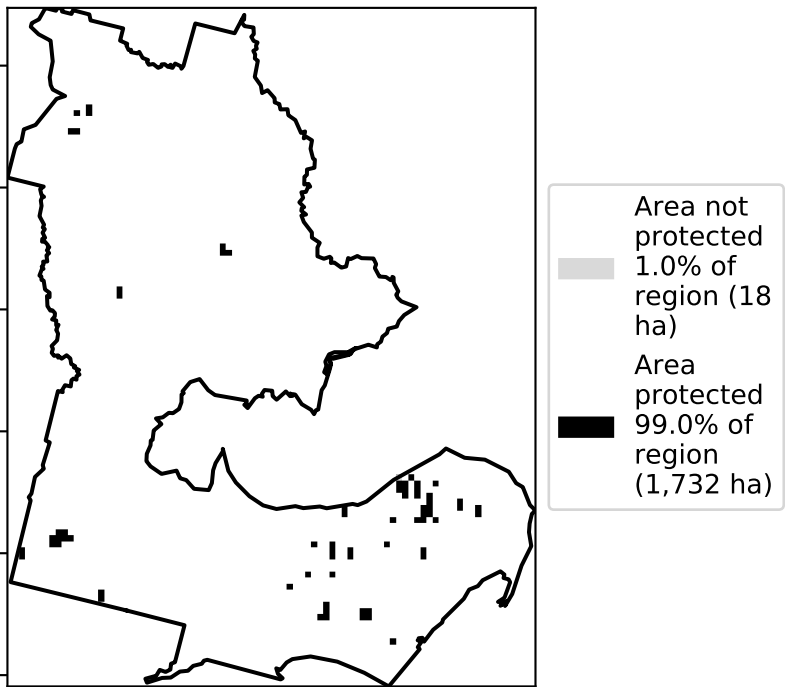 Area not
protected
1.0% of
region (18
ha)
Area
protected
99.0% of
region
(1,732 ha)